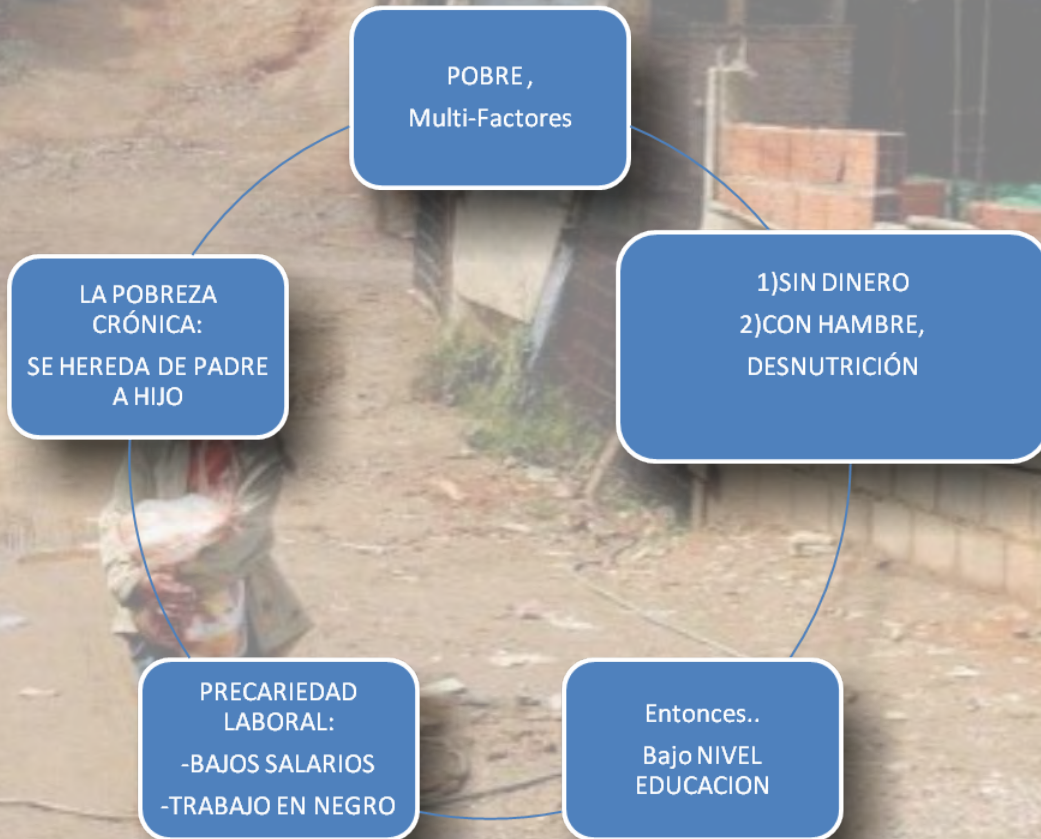 POBRE ,
Multi-Factores
1)SIN DINERO
2)CON HAMBRE,
DESNUTRICIÓN
Entonces..
Bajo NIVEL
EDUCACION
PRECARIEDAD
LABORAL:
-BAJOS SALARIOS
-TRABAJO EN NEGRO
LA POBREZA
CRÓNICA:
SE HEREDA DE PADRE
A HIJO